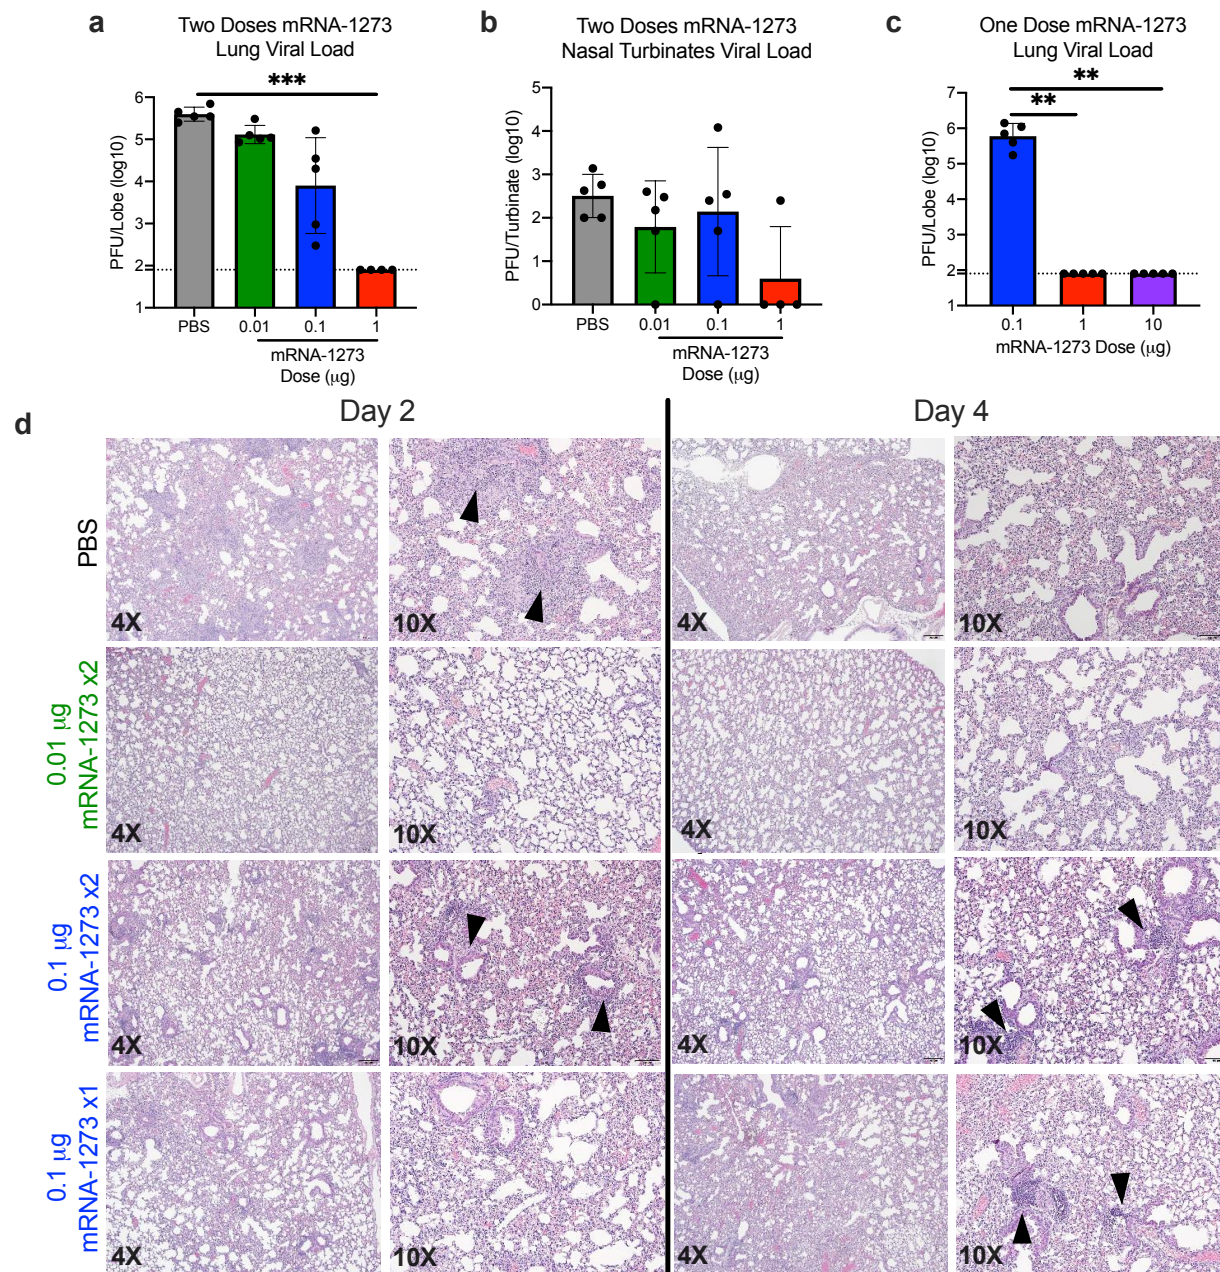 a
Two Doses mRNA-1273
Lung Viral Load
***
PFU/Lobe (log10)
6
5
4
3
2
1
PBS
0.01
0.1
1
mRNA-1273
Dose (μg)
b
Two Doses mRNA-1273
Nasal Turbinates Viral Load
PFU/Turbinate (log10)
5
4
3
2
1
0
PBS
0.01
0.1
1
mRNA-1273
Dose (μg)
c
One Dose mRNA-1273
Lung Viral Load
**
**
PFU/Lobe (log10)
7
6
5
4
3
2
1
0.1
1
10
mRNA-1273 Dose (μg)
d
Day 2
Day 4
PBS
4X
10X
4X
10X
0.01 μg
mRNA-1273 x2
4X
10X
4X
10X
0.1 μg
mRNA-1273 x2
4X
10X
4X
10X
0.1 μg
mRNA-1273 x1
4X
10X
4X
10X